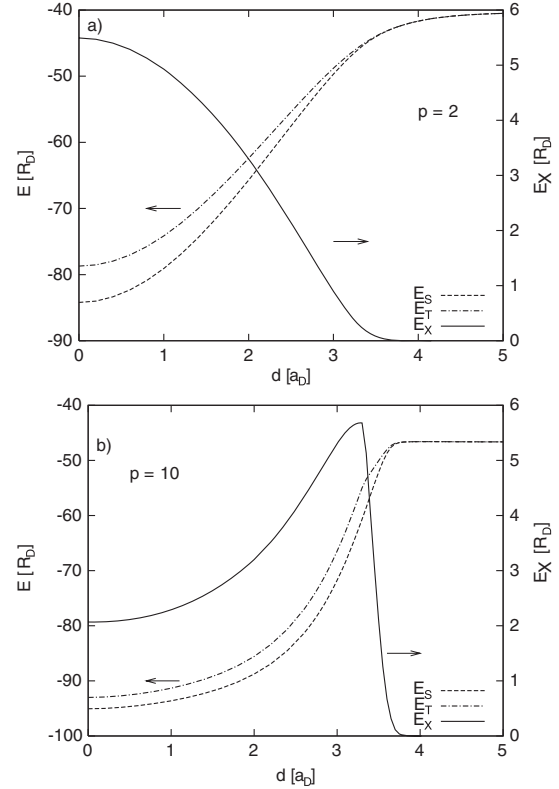 a)
-40
-50
-60
-70
-80
-90
E [R_D]
6
5
4
3
2
1
0
E_X [R_D]
p = 2
E_S
E_T
E_X
0 1 2 3 4 5
d [a_D]
b)
-40
-50
-60
-70
-80
-90
-100
E [R_D]
6
5
4
3
2
1
0
E_X [R_D]
p = 10
E_S
E_T
E_X
0 1 2 3 4 5
d [a_D]